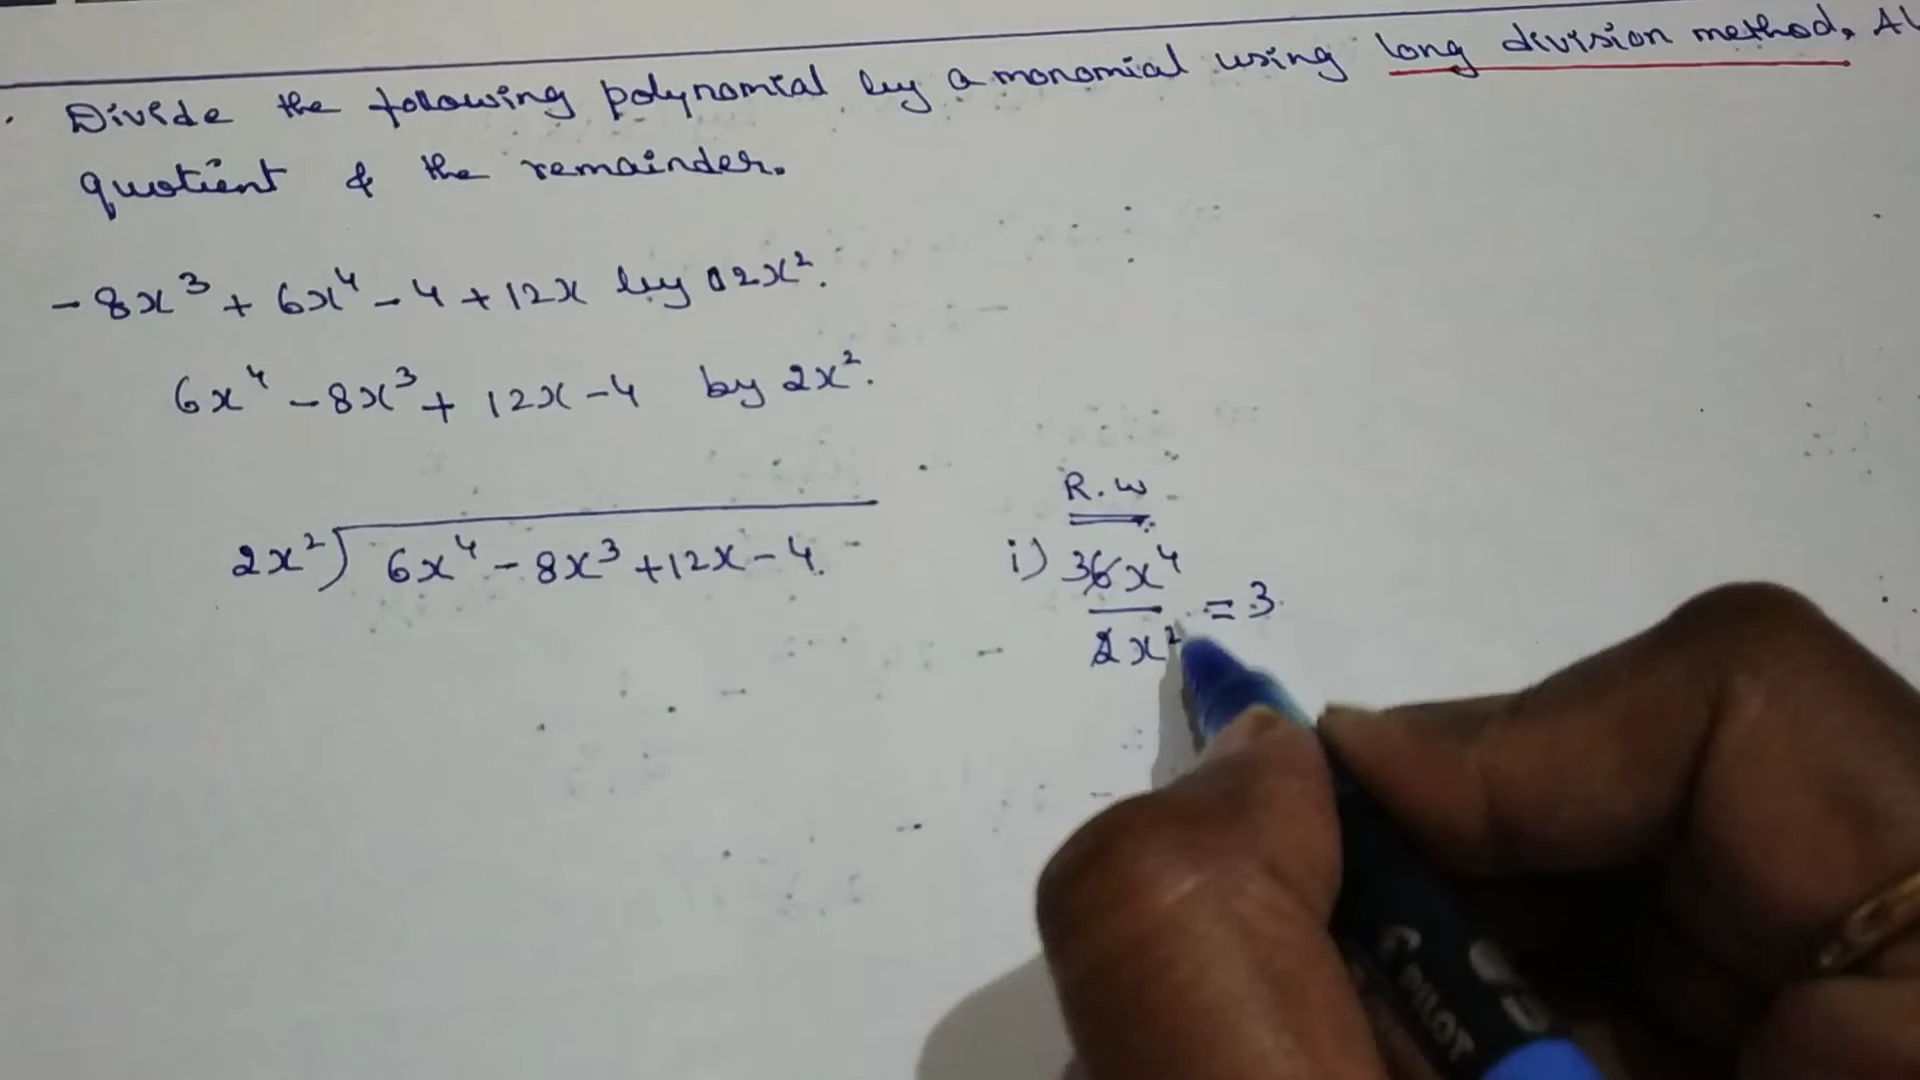 . Divide the following polynomial by a monomial using long division method. Al
quotient & the remainder.
- 8x³ + 6x⁴ - 4 + 12x by 2x².
6x⁴ - 8x³ + 12x - 4 by 2x².
2x² ) 6x⁴ - 8x³ + 12x - 4
R.W
i) 36x⁴
= 3
2x²
PILOT